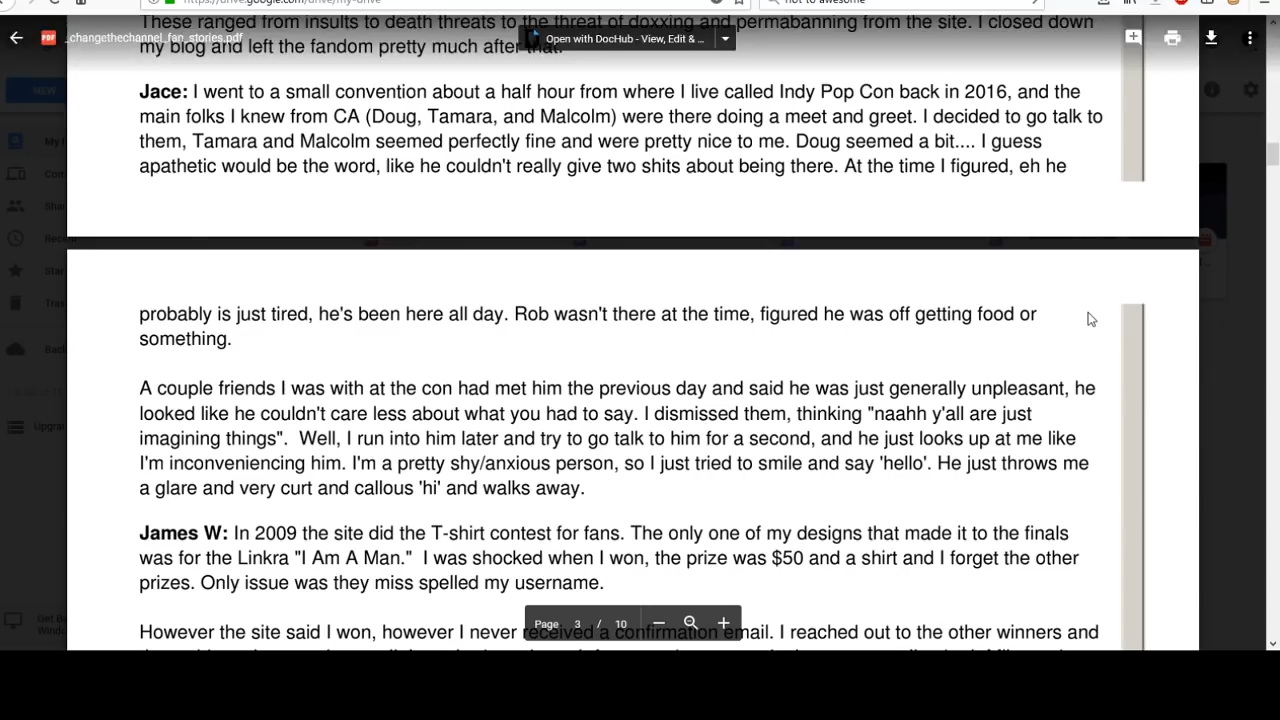 https://drive.google.com/drive/my-drive
not to awesome
These ranged from insults to death threats to the threat of doxxing and permabanning from the site. I closed down
_changethechannel_fan_stories.pdf
Open with DocHub - View, Edit & ...
my blog and left the fandom pretty much after that.
NEW
Jace: I went to a small convention about a half hour from where I live called Indy Pop Con back in 2016, and the
main folks I knew from CA (Doug, Tamara, and Malcolm) were there doing a meet and greet. I decided to go talk to
them, Tamara and Malcolm seemed perfectly fine and were pretty nice to me. Doug seemed a bit.... I guess
apathetic would be the word, like he couldn't really give two shits about being there. At the time I figured, eh he
probably is just tired, he's been here all day. Rob wasn't there at the time, figured he was off getting food or
something.
A couple friends I was with at the con had met him the previous day and said he was just generally unpleasant, he
looked like he couldn't care less about what you had to say. I dismissed them, thinking "naahh y'all are just
imagining things".  Well, I run into him later and try to go talk to him for a second, and he just looks up at me like
I'm inconveniencing him. I'm a pretty shy/anxious person, so I just tried to smile and say 'hello'. He just throws me
a glare and very curt and callous 'hi' and walks away.
James W: In 2009 the site did the T-shirt contest for fans. The only one of my designs that made it to the finals
was for the Linkra "I Am A Man."  I was shocked when I won, the prize was $50 and a shirt and I forget the other
prizes. Only issue was they miss spelled my username.
Page 3 / 10
However the site said I won, however I never received a confirmation email. I reached out to the other winners and